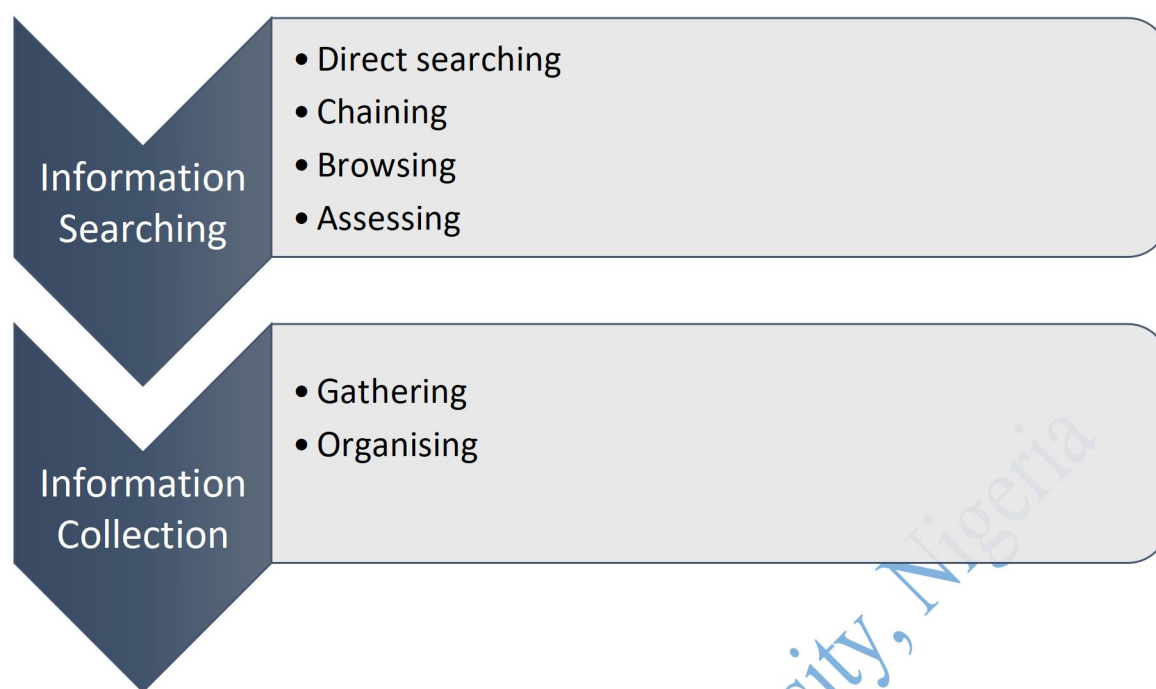 Information
Searching
• Direct searching
• Chaining
• Browsing
• Assessing
Information
Collection
• Gathering
• Organising
Nigeria